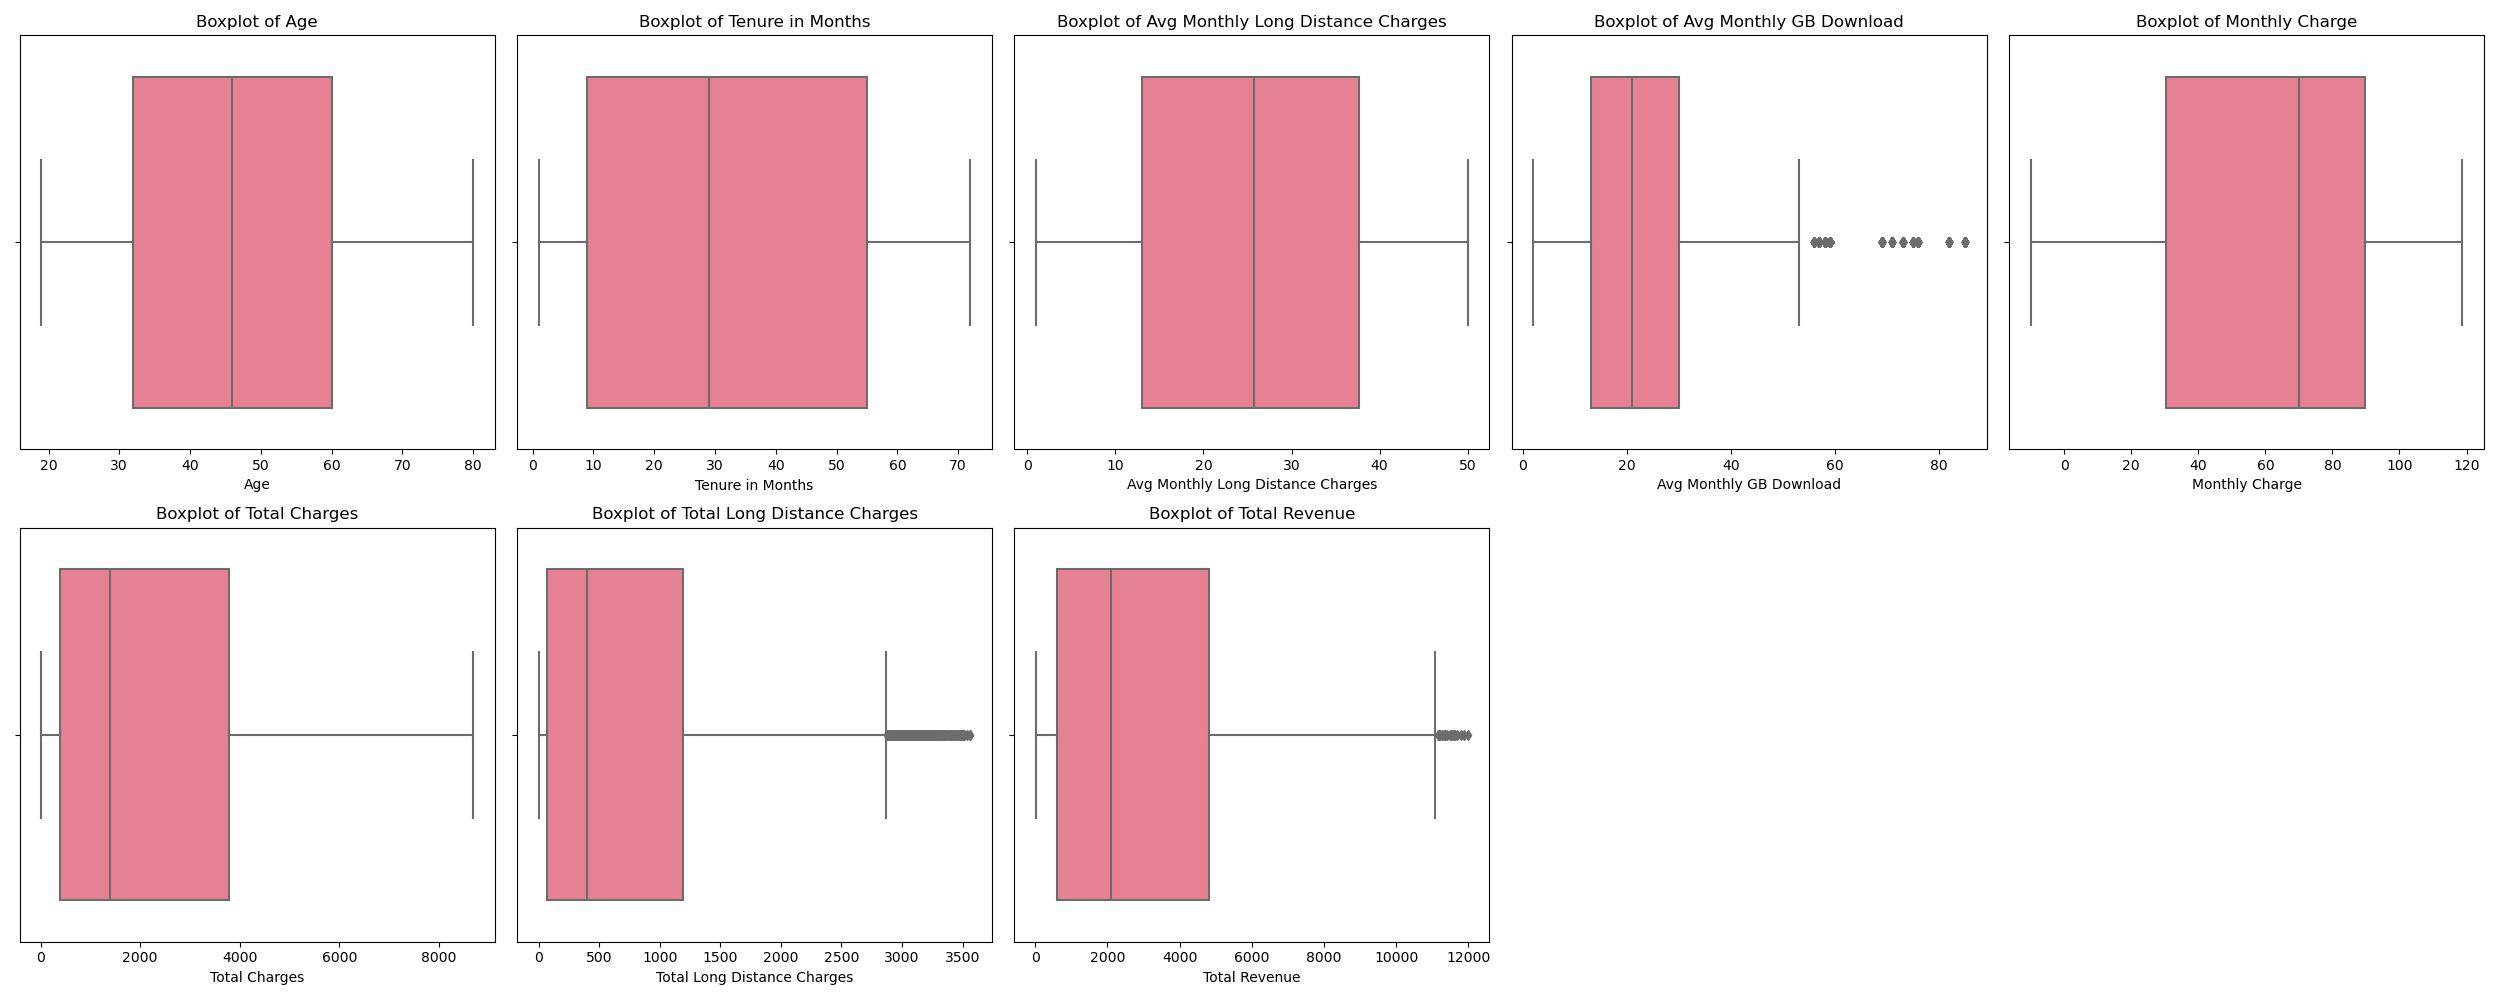 Boxplot of Age
Boxplot of Tenure in Months
Boxplot of Avg Monthly Long Distance Charges
Boxplot of Avg Monthly GB Download
Boxplot of Monthly Charge
20 30 40 50 60 70 80
0 10 20 30 40 50 60 70
0 10 20 30 40 50
0 20 40 60 80
0 20 40 60 80 100 120
Age
Tenure in Months
Avg Monthly Long Distance Charges
Avg Monthly GB Download
Monthly Charge
Boxplot of Total Charges
Boxplot of Total Long Distance Charges
Boxplot of Total Revenue
0 2000 4000 6000 8000
0 500 1000 1500 2000 2500 3000 3500
0 2000 4000 6000 8000 10000 12000
Total Charges
Total Long Distance Charges
Total Revenue